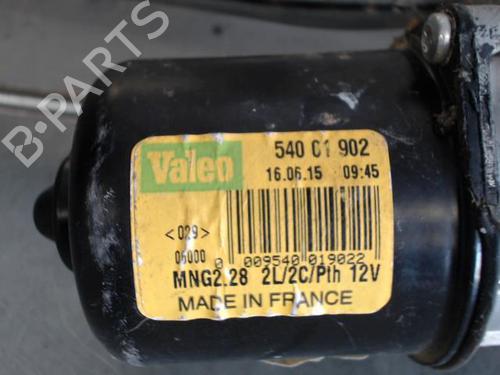 B-PARTS
Valeo 540 01 902
16.06.15 09:45
<029>
06000
0 009540 019022
MNG2.28 2L/2C/Pth 12V
MADE IN FRANCE